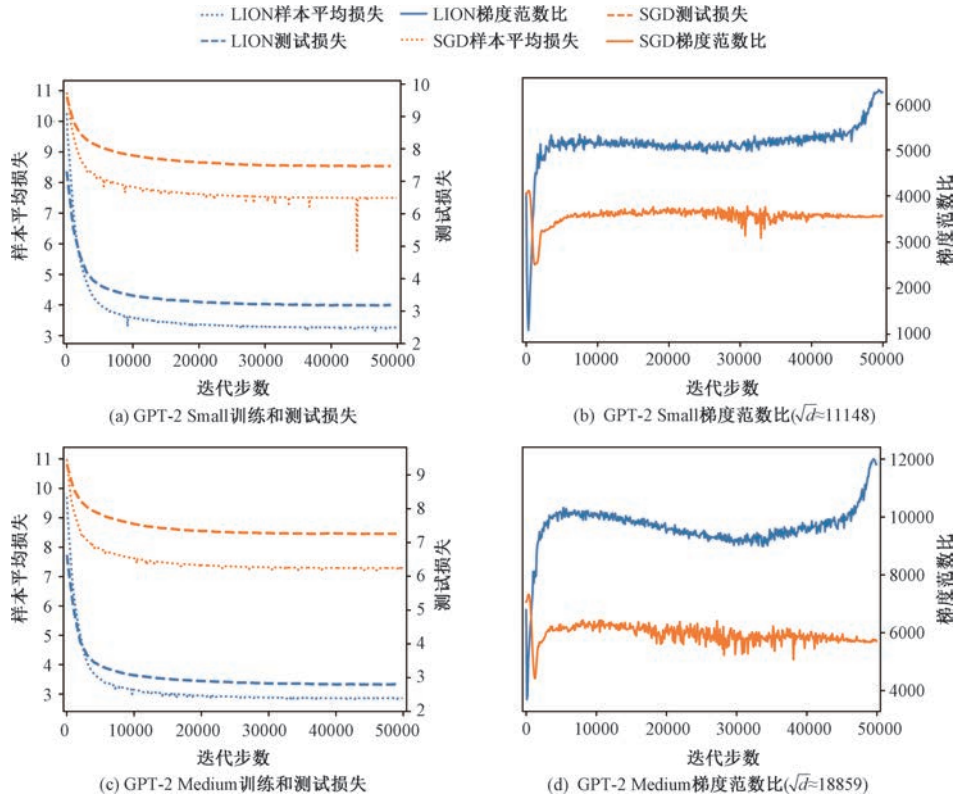 LION样本平均损失 LION梯度范数比 SGD测试损失
LION测试损失 SGD样本平均损失 SGD梯度范数比
11
10
9
8
7
6
5
4
3
样本平均损失
10
9
8
7
6
5
4
3
2
测试损失
0 10000 20000 30000 40000 50000
迭代步数
(a) GPT-2 Small训练和测试损失
6000
5000
4000
3000
2000
1000
梯度范数比
0 10000 20000 30000 40000 50000
迭代步数
(b) GPT-2 Small梯度范数比(√d≈11148)
11
10
9
8
7
6
5
4
3
样本平均损失
9
8
7
6
5
4
3
2
测试损失
0 10000 20000 30000 40000 50000
迭代步数
(c) GPT-2 Medium训练和测试损失
12000
10000
8000
6000
4000
梯度范数比
0 10000 20000 30000 40000 50000
迭代步数
(d) GPT-2 Medium梯度范数比(√d≈18859)